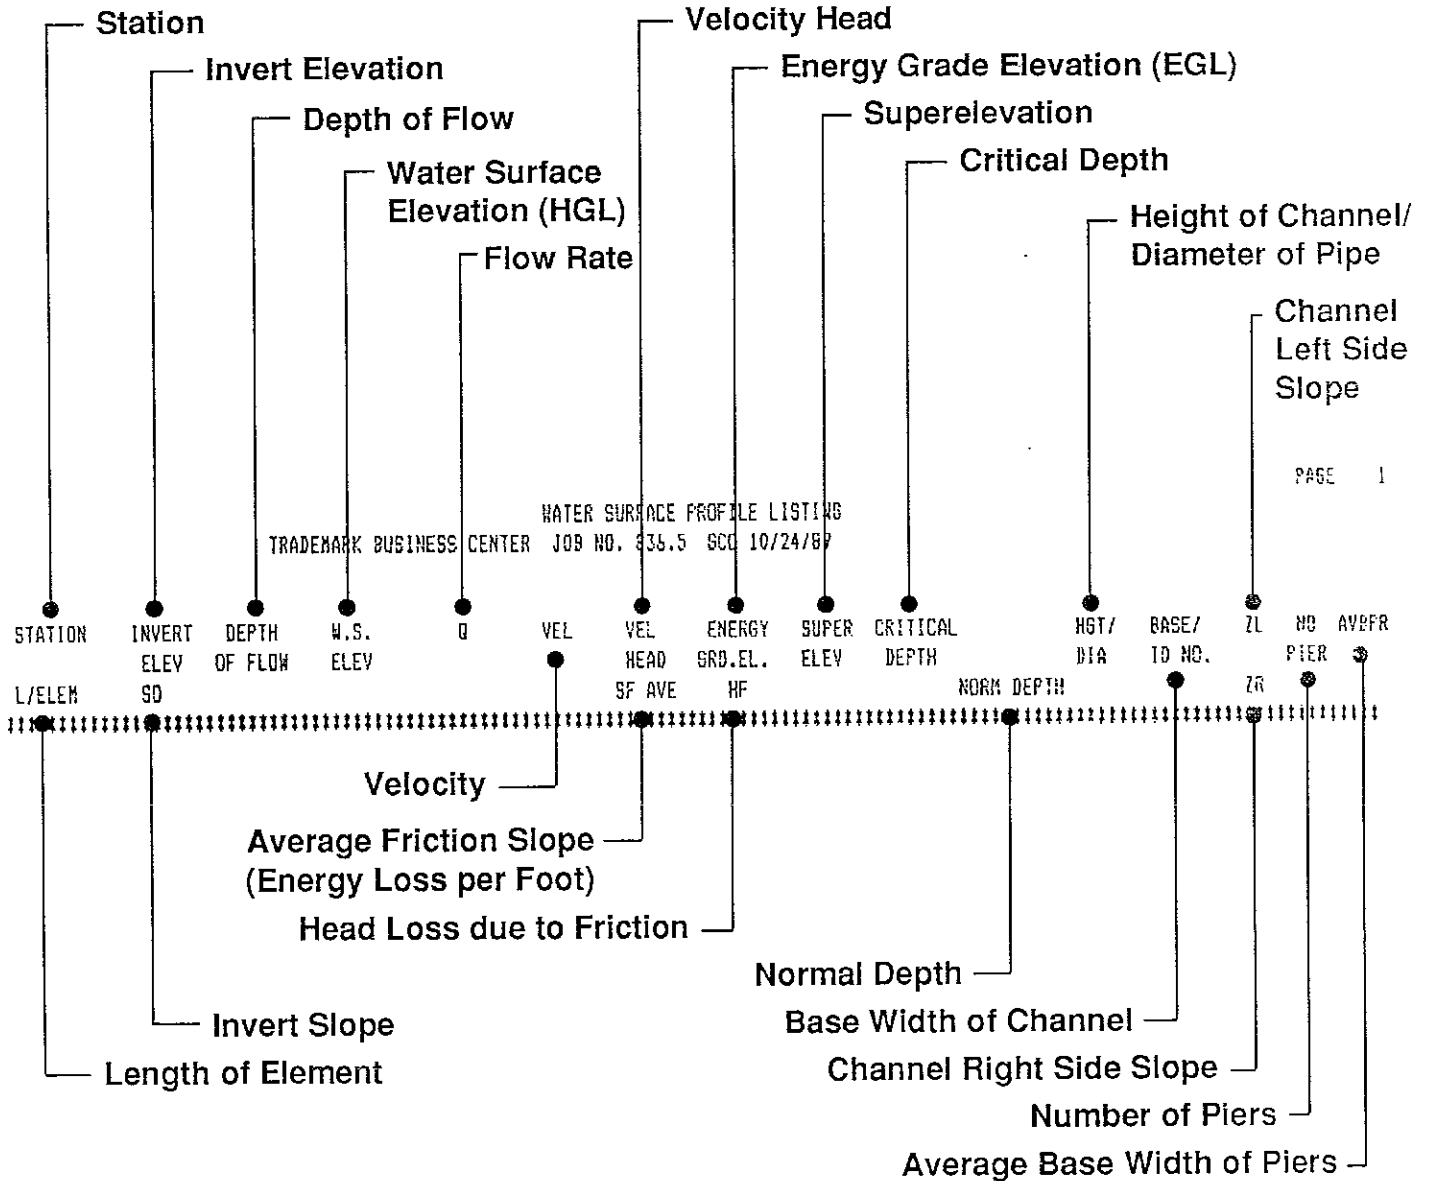 Station
Velocity Head
Invert Elevation
Energy Grade Elevation (EGL)
Depth of Flow
Superelevation
Water Surface
Elevation (HGL)
Critical Depth
Flow Rate
Height of Channel/
Diameter of Pipe
Channel
Left Side
Slope
PAGE 1
WATER SURFACE PROFILE LISTING
TRADEMARK BUSINESS CENTER JOB NO. 836.5 SCC 10/24/89
STATION INVERT DEPTH W.S. Q VEL VEL ENERGY SUPER CRITICAL HGT/ BASE/ ZL NO AVBPR
ELEV OF FLOW ELEV HEAD GRD.EL. ELEV DEPTH DIA ID NO. PIER
L/ELEM SO SF AVE HF NORM DEPTH ZR
Velocity
Average Friction Slope
(Energy Loss per Foot)
Head Loss due to Friction
Normal Depth
Invert Slope
Base Width of Channel
Length of Element
Channel Right Side Slope
Number of Piers
Average Base Width of Piers